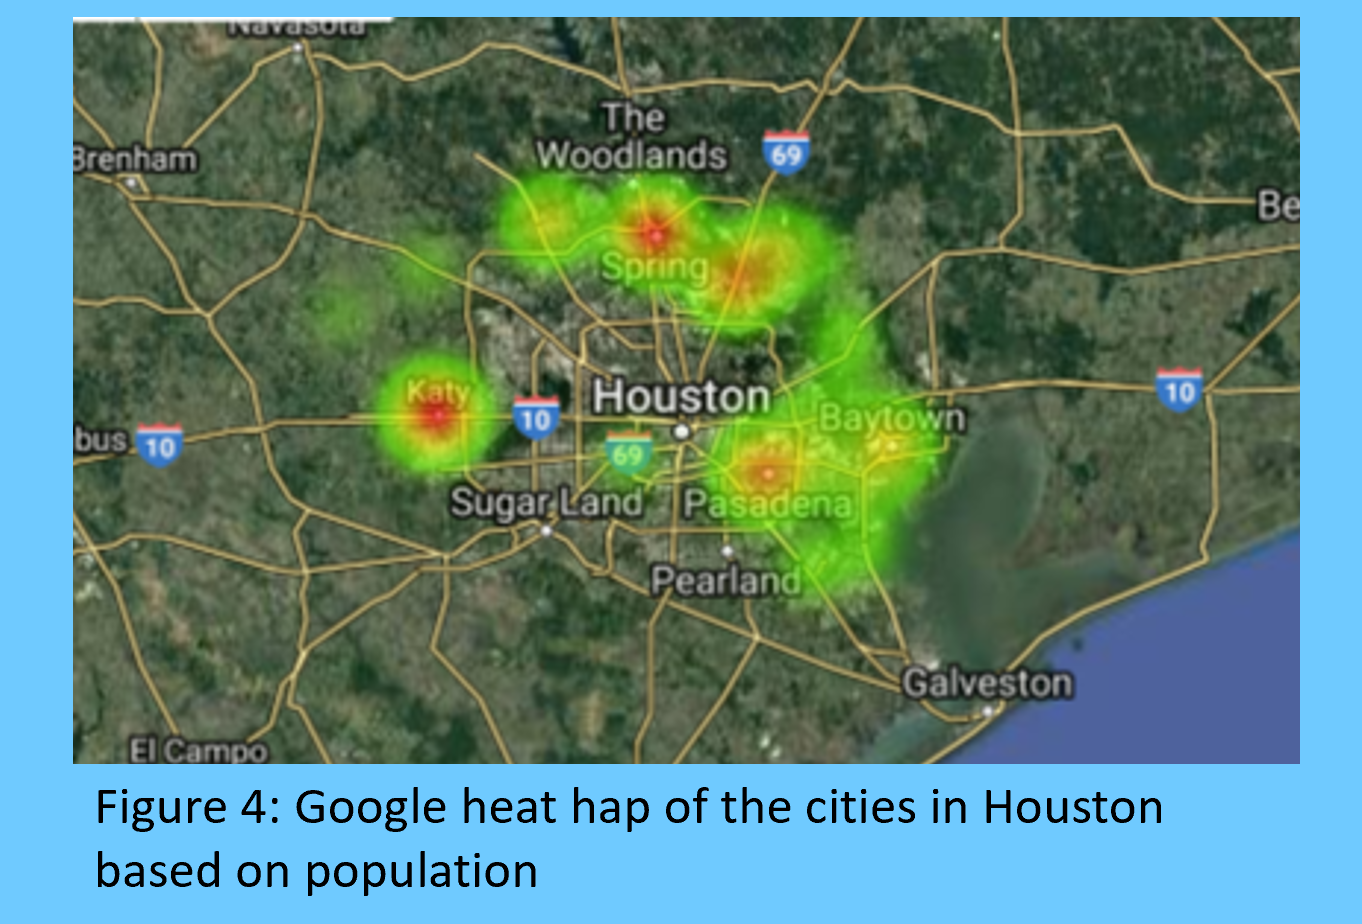 Navasota
The
Woodlands
69
Brenham
Be
Spring
Katy
Houston
10
10
Baytown
bus
10
69
Sugar Land
Pasadena
Pearland
Galveston
El Campo
Figure 4: Google heat hap of the cities in Houston
based on population